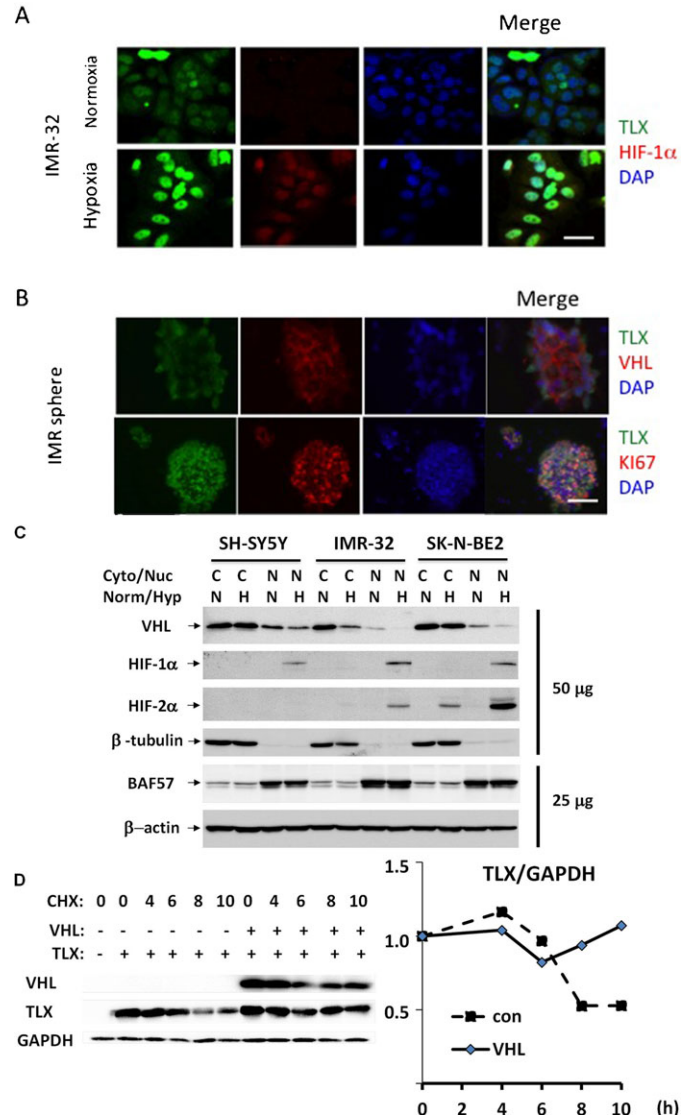 A
Merge
Normoxia
Hypoxia
IMR-32
TLX
HIF-1α
DAP
B
Merge
IMR sphere
TLX
VHL
DAP
TLX
KI67
DAP
C
SH-SY5Y IMR-32 SK-N-BE2
Cyto/Nuc C C N N C C N N C C N N
Norm/Hyp N H N H N H N H N H N H
VHL
HIF-1α
HIF-2α
β-tubulin
50 µg
BAF57
β-actin
25 µg
D
CHX: 0 0 4 6 8 10 0 4 6 8 10
VHL: - - - - - - + + + + +
TLX: - + + + + + + + + + +
VHL
TLX
GAPDH
TLX/GAPDH
1.5
1.0
0.5
con
VHL
0 2 4 6 8 10 (h)